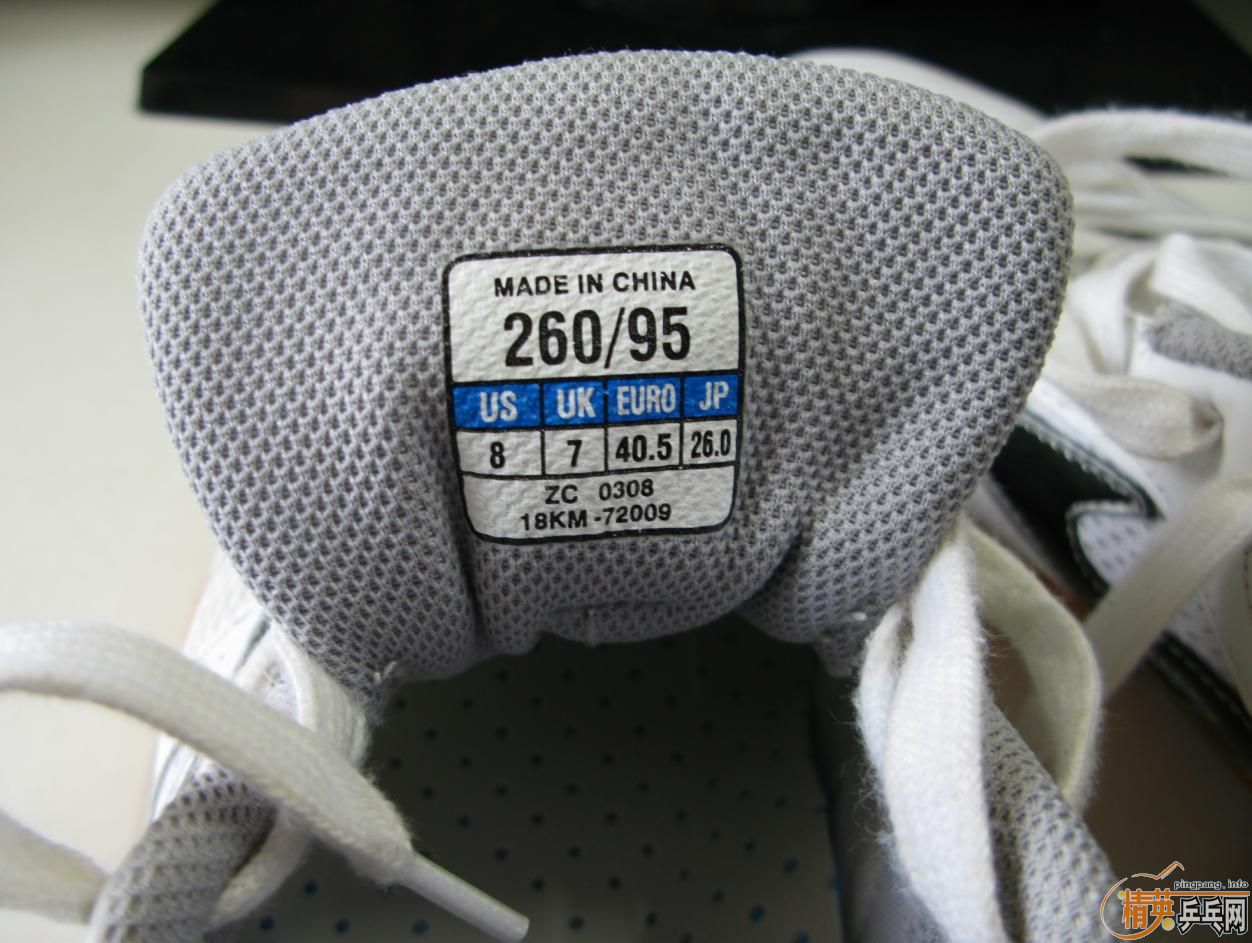 MADE IN CHINA
260/95
US UK EURO JP
8 7 40.5 26.0
ZC 0308
18KM-72009
pingpang.info
精英乒乓网